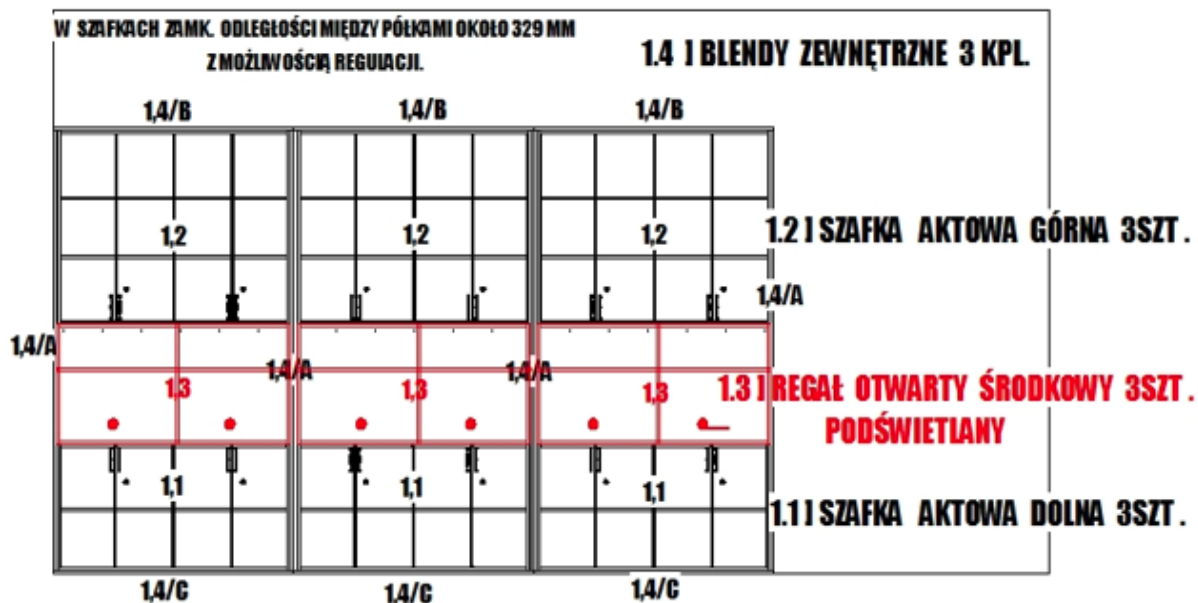 W SZAFKACH ZAMK. ODLEGŁOŚCI MIĘDZY PÓŁKAMI OKOŁO 329 MM
Z MOŻLIWOŚCIĄ REGULACJI.
1.4 ] BLENDY ZEWNĘTRZNE 3 KPL.
1,4/B 1,4/B 1,4/B
1,2 1,2 1,2
1.2 ] SZAFKA AKTOWA GÓRNA 3SZT.
1,4/A
1,4/A 1,4/A 1,4/A
1.3 1,3 1,3
1.3 ] REGAŁ OTWARTY ŚRODKOWY 3SZT.
PODŚWIETLANY
1,1 1,1 1,1
1.1 ] SZAFKA AKTOWA DOLNA 3SZT.
1,4/C 1,4/C 1,4/C